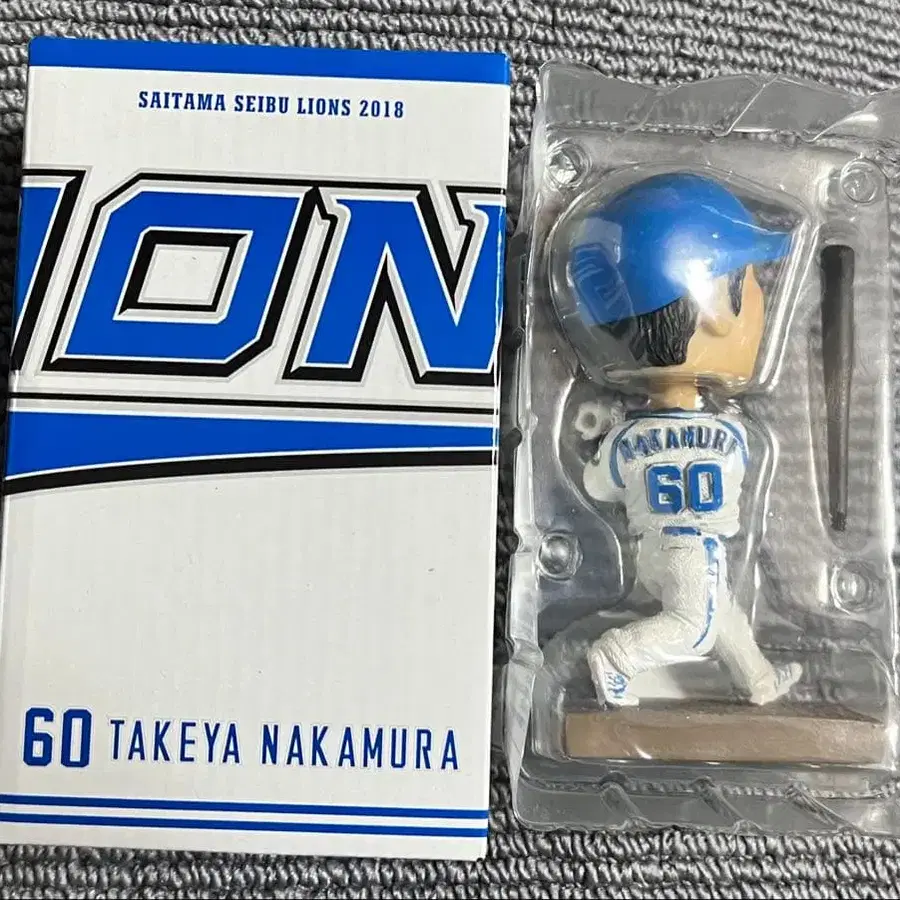 SAITAMA SEIBU LIONS 2018
ION
60 TAKEYA NAKAMURA
NAKAMURA
60